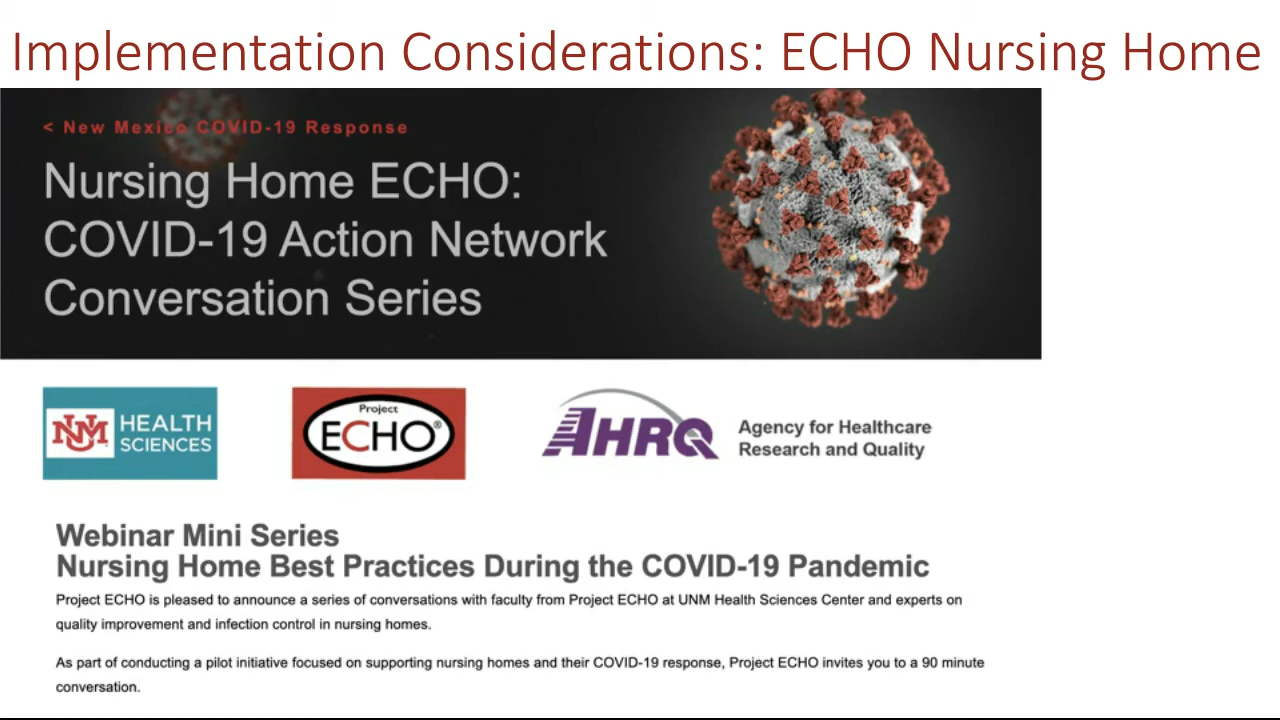 Implementation Considerations: ECHO Nursing Home
< New Mexico COVID-19 Response
Nursing Home ECHO:
COVID-19 Action Network
Conversation Series
UNM HEALTH
SCIENCES
Project
ECHO®
AHRQ
Agency for Healthcare
Research and Quality
Webinar Mini Series
Nursing Home Best Practices During the COVID-19 Pandemic
Project ECHO is pleased to announce a series of conversations with faculty from Project ECHO at UNM Health Sciences Center and experts on
quality improvement and infection control in nursing homes.
As part of conducting a pilot initiative focused on supporting nursing homes and their COVID-19 response, Project ECHO invites you to a 90 minute
conversation.